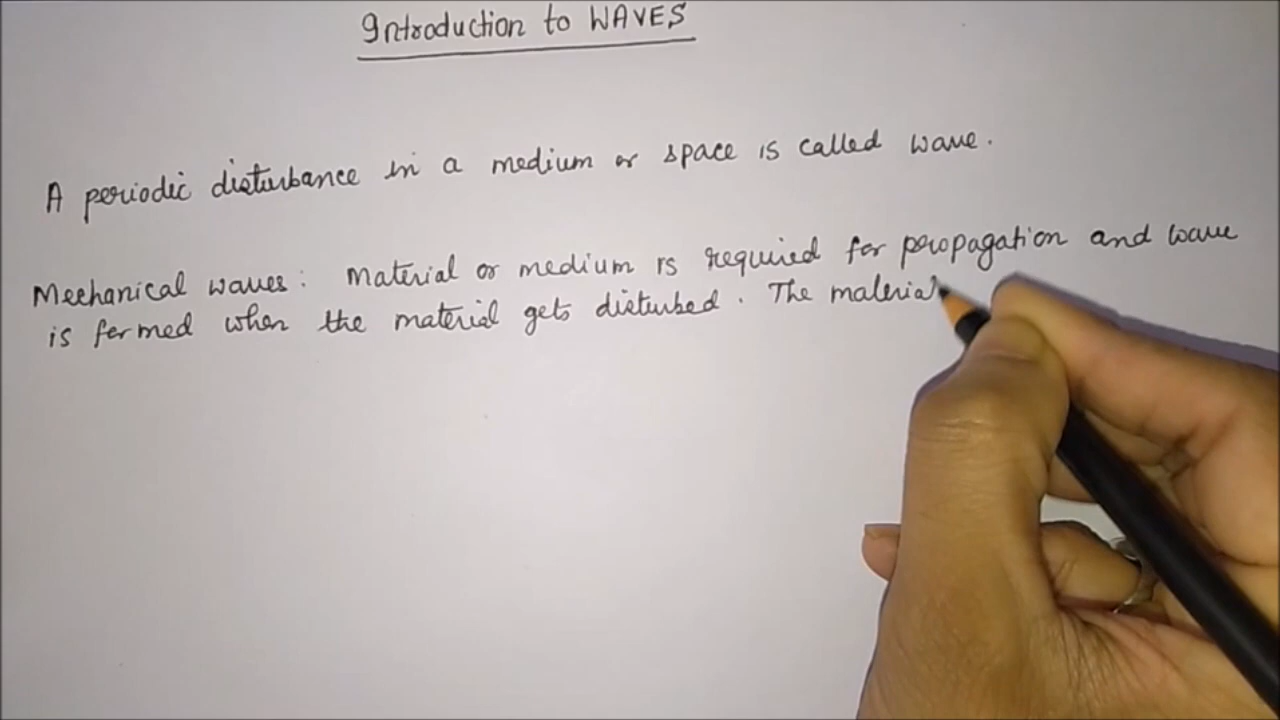 Introduction to WAVES
A periodic disturbance in a medium or space is called wave.
Mechanical waves: Material or medium is required for propagation and wave
is formed when the material gets disturbed. The material